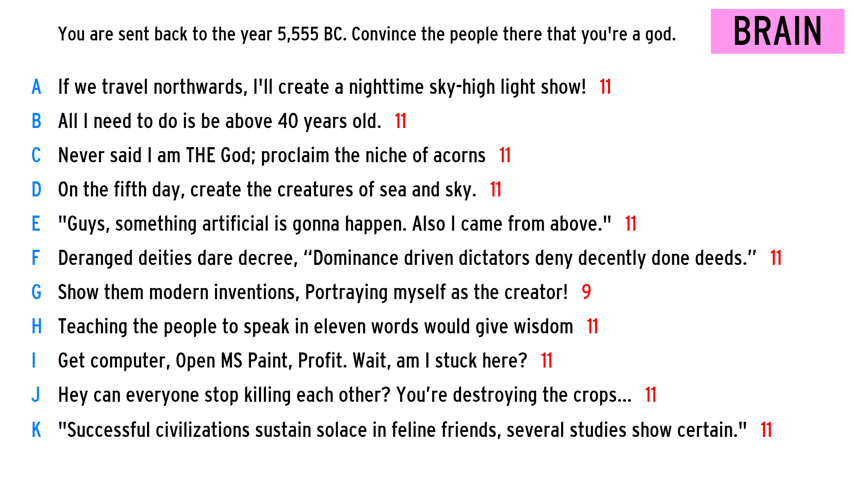 You are sent back to the year 5,555 BC. Convince the people there that you're a god.
BRAIN
A If we travel northwards, I'll create a nighttime sky-high light show! 11
B All I need to do is be above 40 years old. 11
C Never said I am THE God; proclaim the niche of acorns 11
D On the fifth day, create the creatures of sea and sky. 11
E "Guys, something artificial is gonna happen. Also I came from above." 11
F Deranged deities dare decree, “Dominance driven dictators deny decently done deeds.” 11
G Show them modern inventions, Portraying myself as the creator! 9
H Teaching the people to speak in eleven words would give wisdom 11
I Get computer, Open MS Paint, Profit. Wait, am I stuck here? 11
J Hey can everyone stop killing each other? You’re destroying the crops... 11
K "Successful civilizations sustain solace in feline friends, several studies show certain." 11